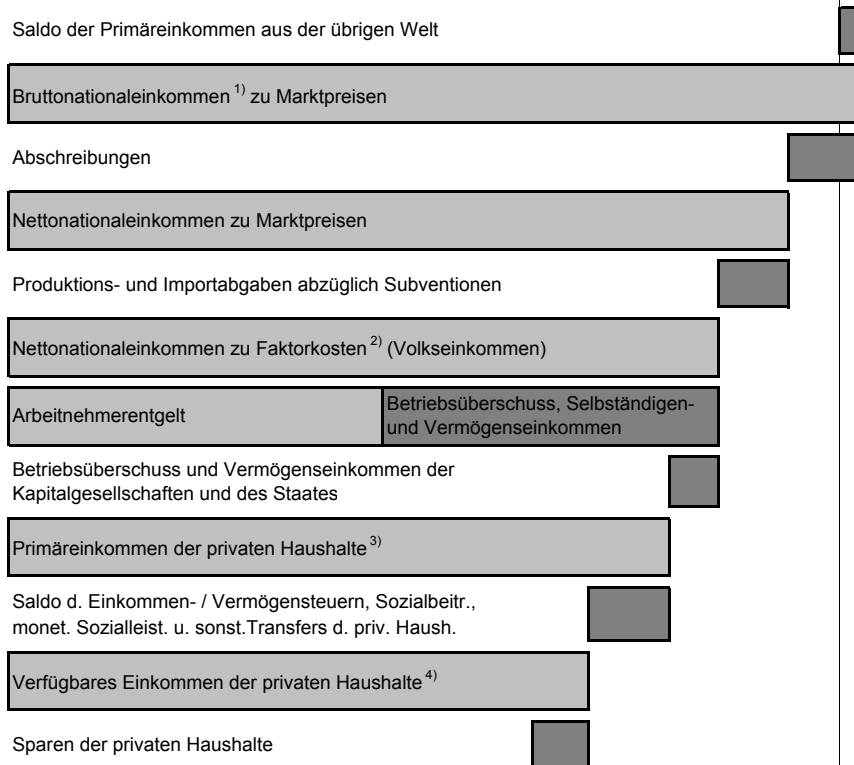 Saldo der Primäreinkommen aus der übrigen Welt
Bruttonationaleinkommen 1) zu Marktpreisen
Abschreibungen
Nettonationaleinkommen zu Marktpreisen
Produktions- und Importabgaben abzüglich Subventionen
Nettonationaleinkommen zu Faktorkosten 2) (Volkseinkommen)
Arbeitnehmerentgelt
Betriebsüberschuss, Selbständigen-
und Vermögenseinkommen
Betriebsüberschuss und Vermögenseinkommen der
Kapitalgesellschaften und des Staates
Primäreinkommen der privaten Haushalte 3)
Saldo d. Einkommen- / Vermögensteuern, Sozialbeitr.,
monet. Sozialleist. u. sonst.Transfers d. priv. Haush.
Verfügbares Einkommen der privaten Haushalte 4)
Sparen der privaten Haushalte